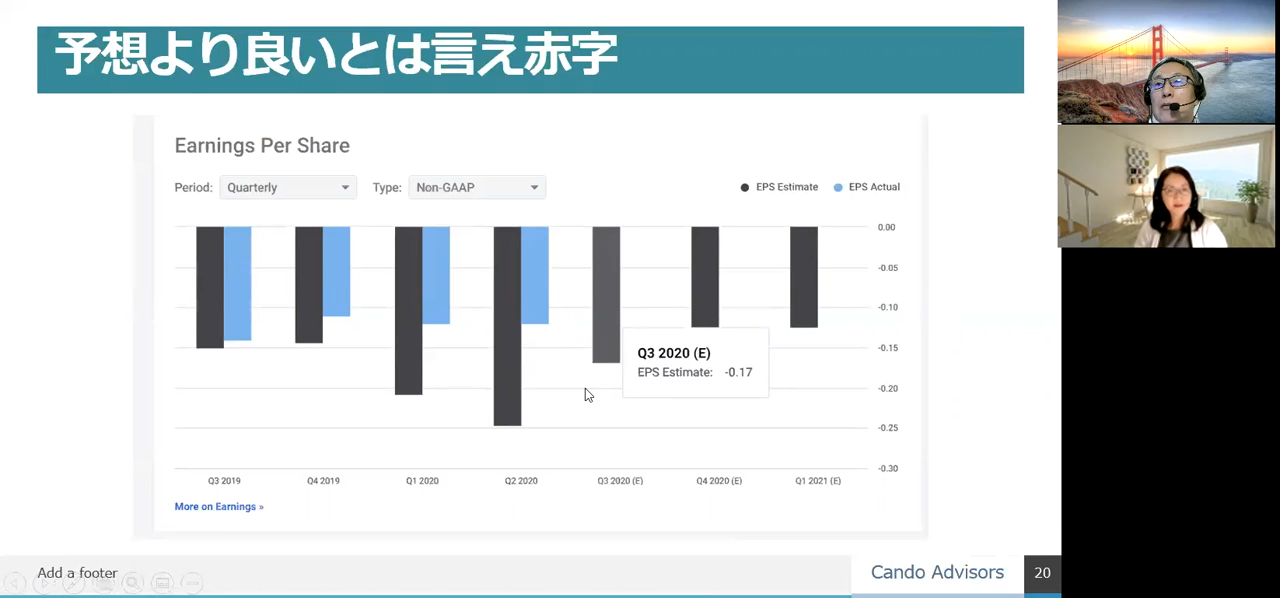 予想より良いとは言え赤字
Earnings Per Share
Period: Quarterly Type: Non-GAAP
EPS Estimate EPS Actual
0.00
-0.05
-0.10
-0.15
-0.20
-0.25
-0.30
Q3 2020 (E)
EPS Estimate: -0.17
Q3 2019 Q4 2019 Q1 2020 Q2 2020 Q3 2020 (E) Q4 2020 (E) Q1 2021 (E)
More on Earnings »
Add a footer
Cando Advisors 20